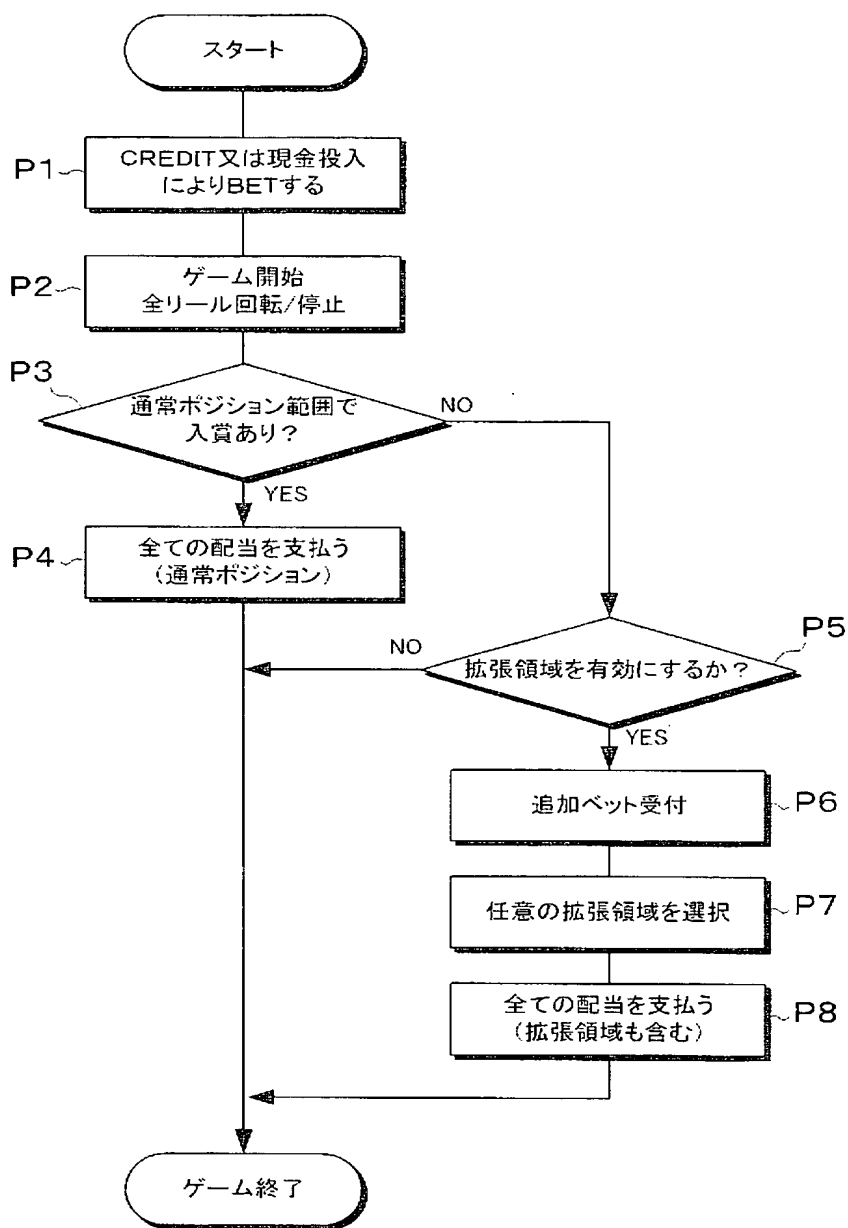 スタート
P1
CREDIT又は現金投入
によりBETする
P2
ゲーム開始
全リール回転/停止
P3
通常ポジション範囲で
入賞あり?
NO
YES
P4
全ての配当を支払う
(通常ポジション)
P5
拡張領域を有効にするか?
NO
YES
追加ベット受付
P6
任意の拡張領域を選択
P7
全ての配当を支払う
(拡張領域も含む)
P8
ゲーム終了